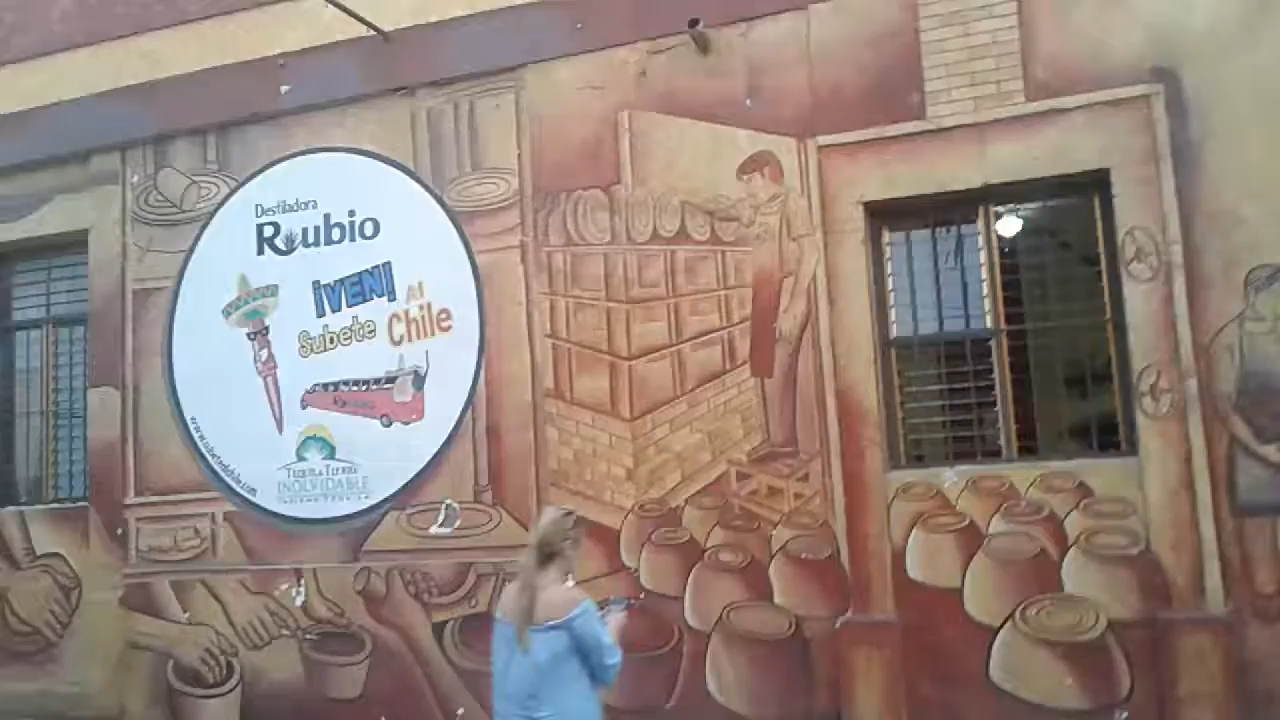 Destiladora
Rubio
¡VEN!
Subete Al
Chile
TEQUILA TIERRA
INOLVIDABLE